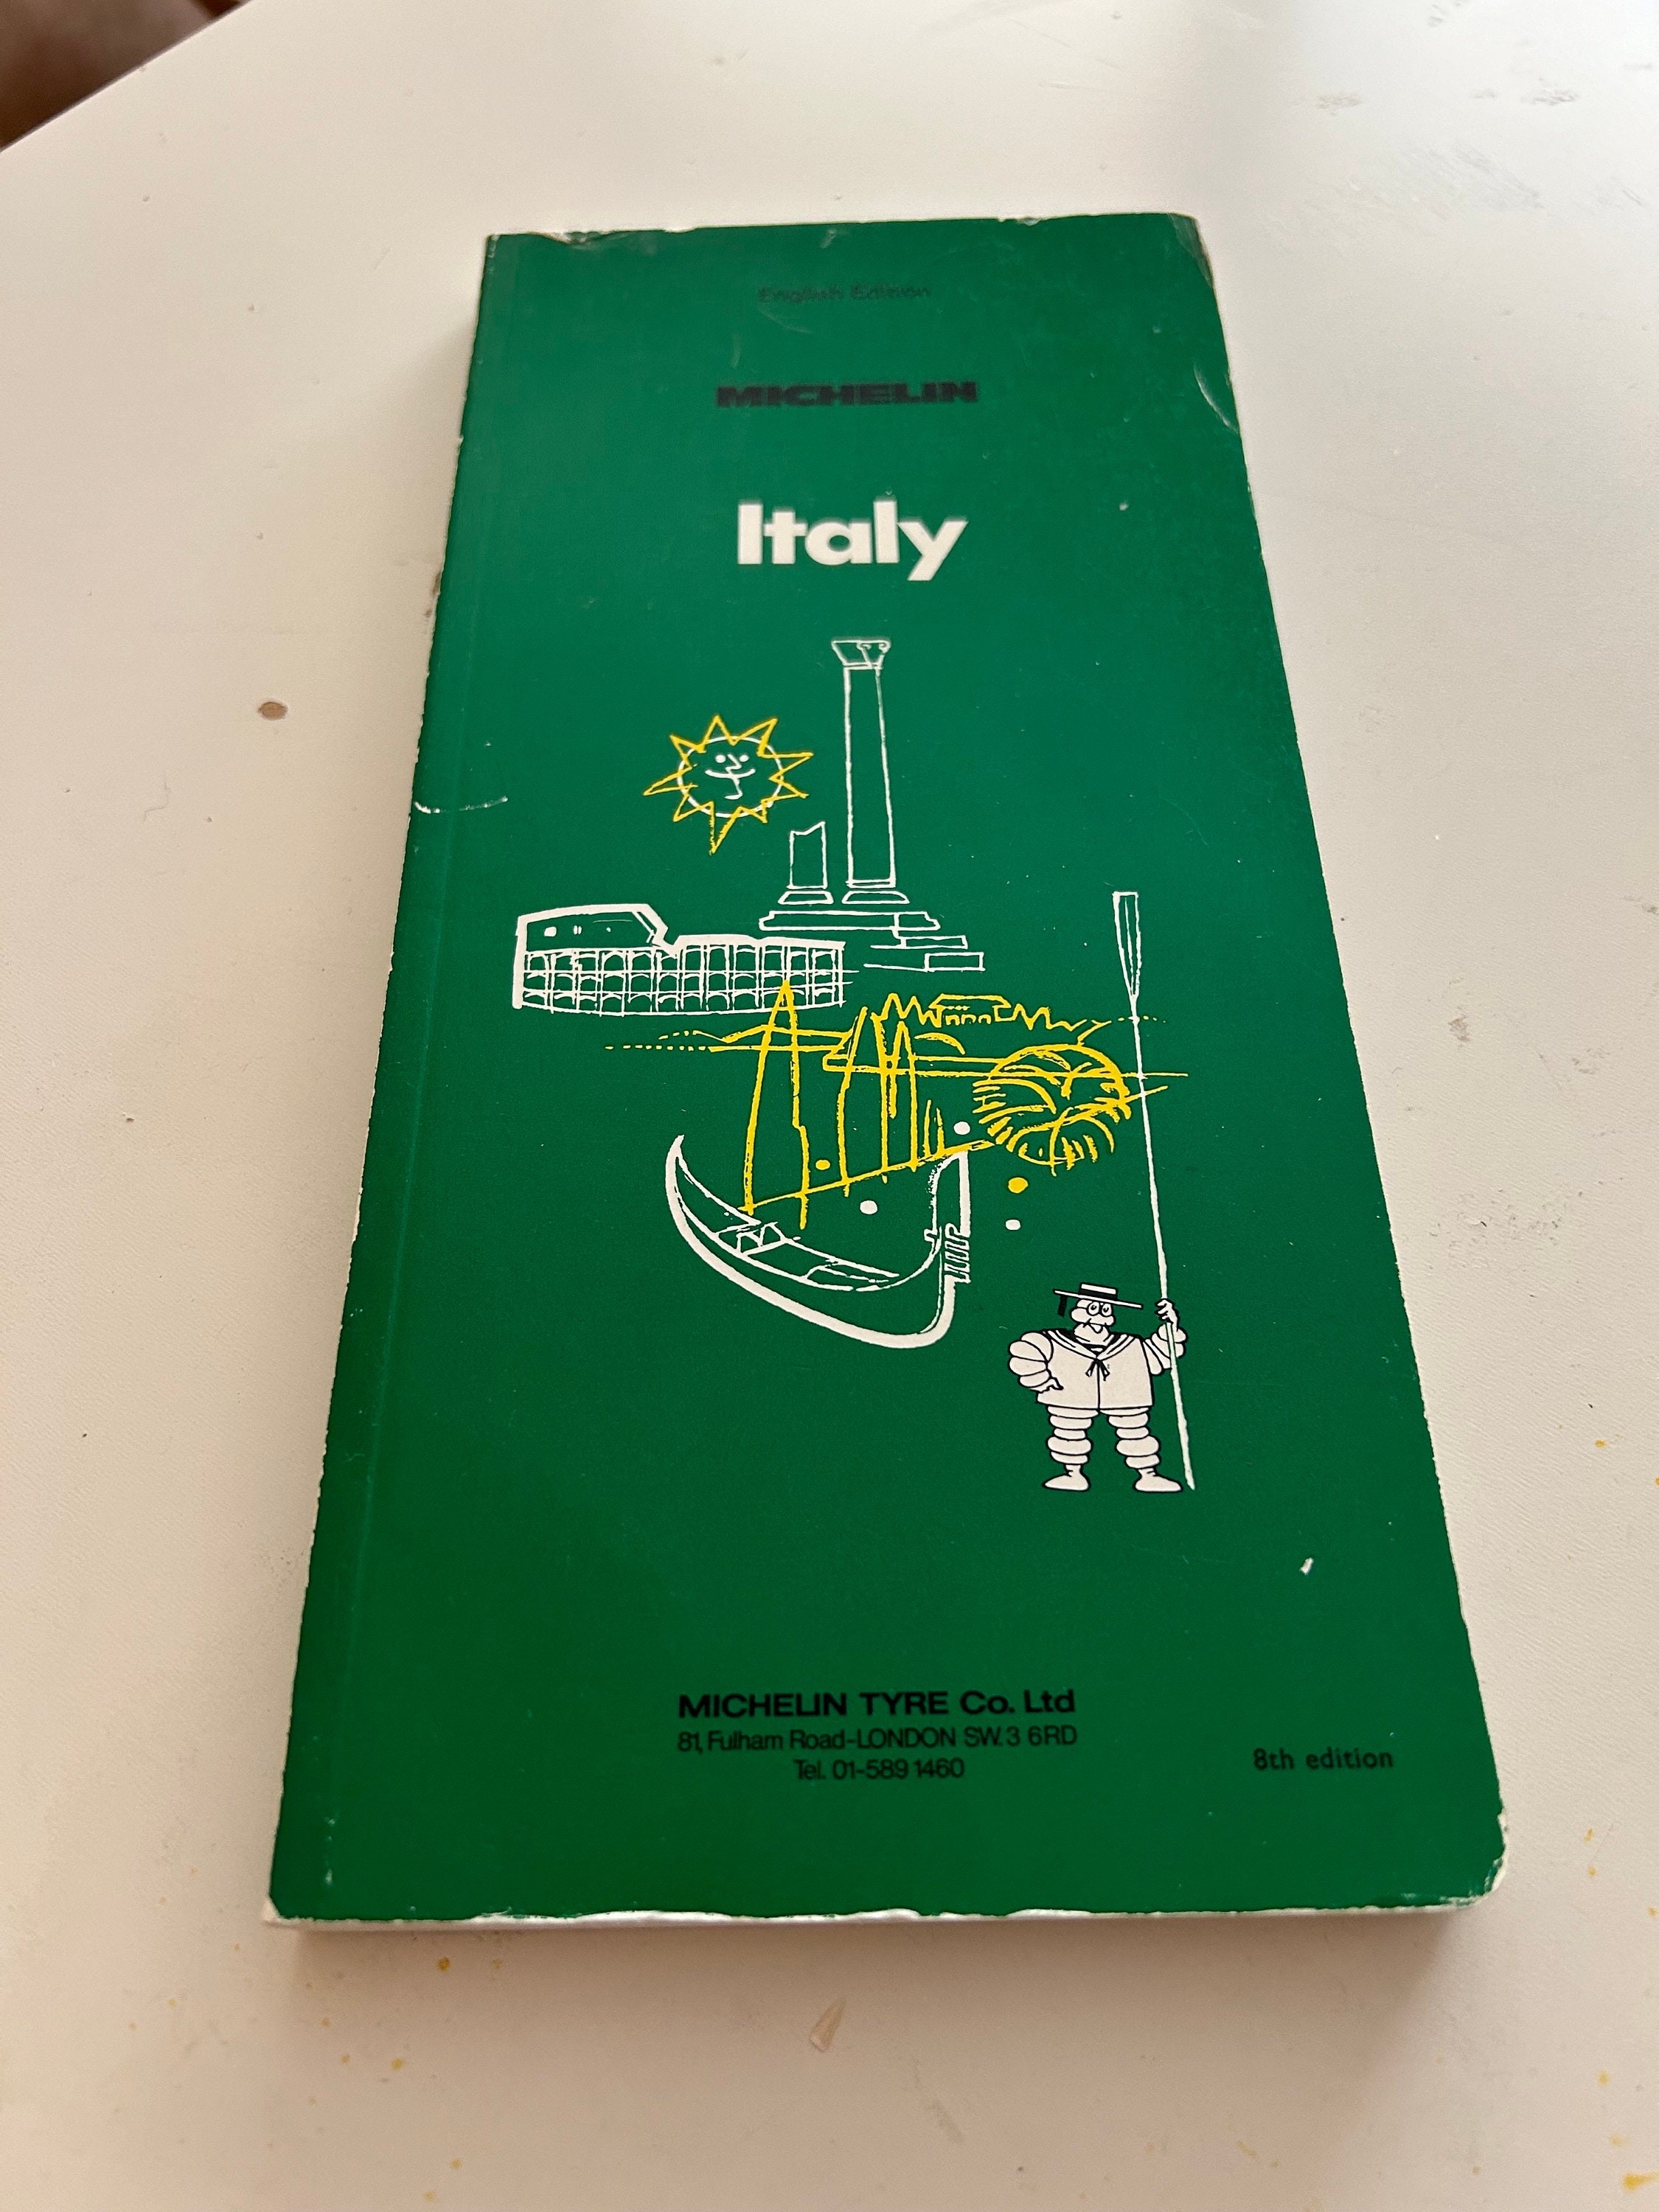 English Edition
MICHELIN
Italy
MICHELIN TYRE Co. Ltd
81, Fulham Road-LONDON SW.3 6RD
Tel. 01-589 1460
8th edition